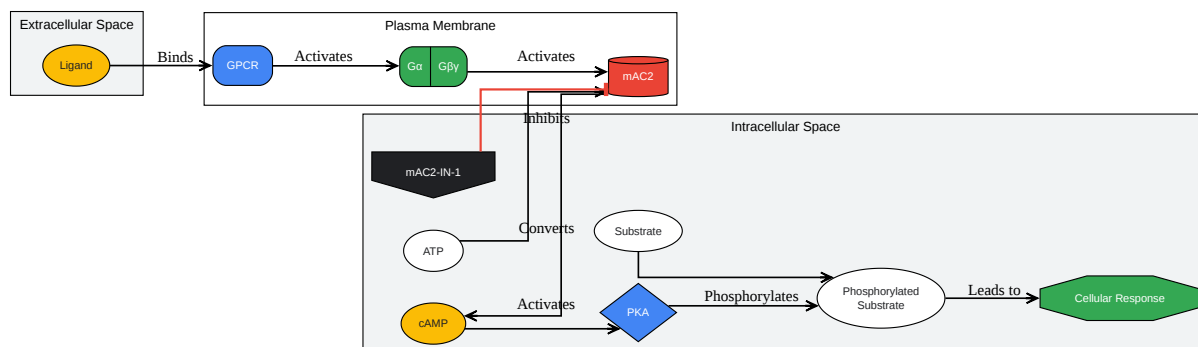 Extracellular Space
Plasma Membrane
Ligand
Binds
GPCR
Activates
Gα
Gβγ
Activates
mAC2
Inhibits
Intracellular Space
mAC2-IN-1
ATP
Converts
Substrate
cAMP
Activates
PKA
Phosphorylates
Phosphorylated
Substrate
Leads to
Cellular Response